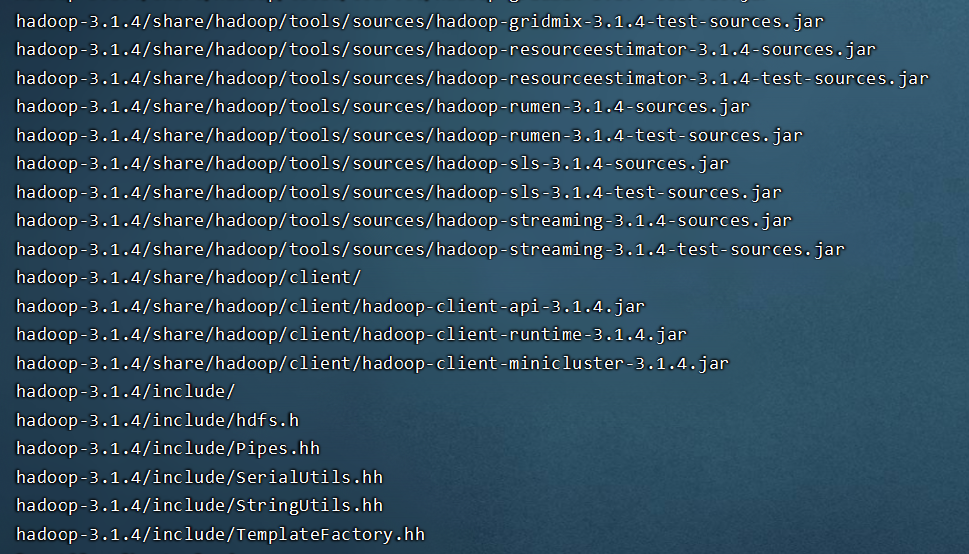 hadoop-3.1.4/share/hadoop/tools/sources/hadoop-gridmix-3.1.4-test-sources.jar
hadoop-3.1.4/share/hadoop/tools/sources/hadoop-resourceestimator-3.1.4-sources.jar
hadoop-3.1.4/share/hadoop/tools/sources/hadoop-resourceestimator-3.1.4-test-sources.jar
hadoop-3.1.4/share/hadoop/tools/sources/hadoop-rumen-3.1.4-sources.jar
hadoop-3.1.4/share/hadoop/tools/sources/hadoop-rumen-3.1.4-test-sources.jar
hadoop-3.1.4/share/hadoop/tools/sources/hadoop-sls-3.1.4-sources.jar
hadoop-3.1.4/share/hadoop/tools/sources/hadoop-sls-3.1.4-test-sources.jar
hadoop-3.1.4/share/hadoop/tools/sources/hadoop-streaming-3.1.4-sources.jar
hadoop-3.1.4/share/hadoop/tools/sources/hadoop-streaming-3.1.4-test-sources.jar
hadoop-3.1.4/share/hadoop/client/
hadoop-3.1.4/share/hadoop/client/hadoop-client-api-3.1.4.jar
hadoop-3.1.4/share/hadoop/client/hadoop-client-runtime-3.1.4.jar
hadoop-3.1.4/share/hadoop/client/hadoop-client-minicluster-3.1.4.jar
hadoop-3.1.4/include/
hadoop-3.1.4/include/hdfs.h
hadoop-3.1.4/include/Pipes.hh
hadoop-3.1.4/include/SerialUtils.hh
hadoop-3.1.4/include/StringUtils.hh
hadoop-3.1.4/include/TemplateFactory.hh